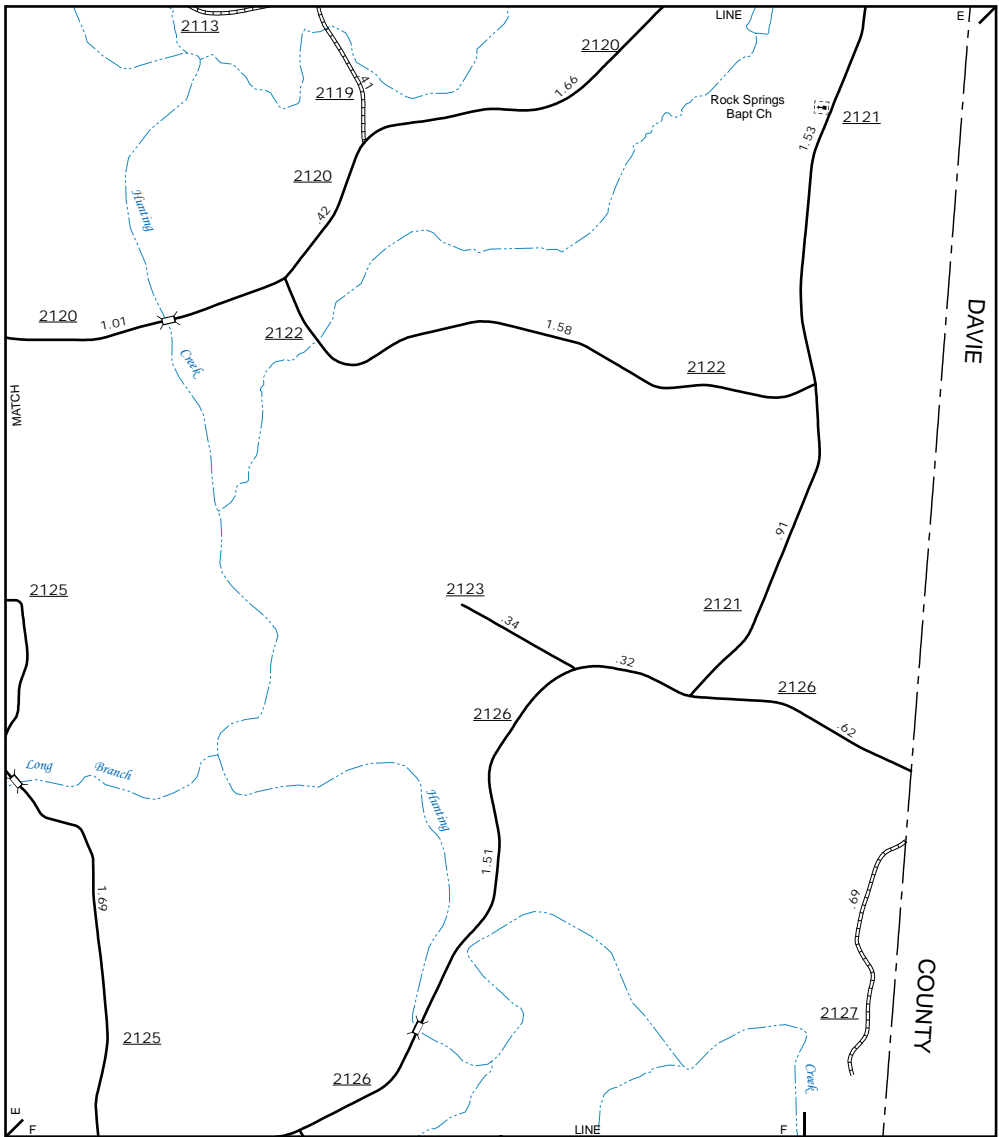 LINE
E
2113
2120
2119
.41
1.66
Rock Springs
Bapt Ch
2121
1.53
2120
.42
Hunting
2120
1.01
2122
1.58
Creek
2122
DAVIE
MATCH
.91
2125
2123
2121
.34
.32
2126
2126
.62
Long Branch
Hunting
1.51
1.69
.69
COUNTY
2127
2125
2126
Creek
E
F
LINE
F